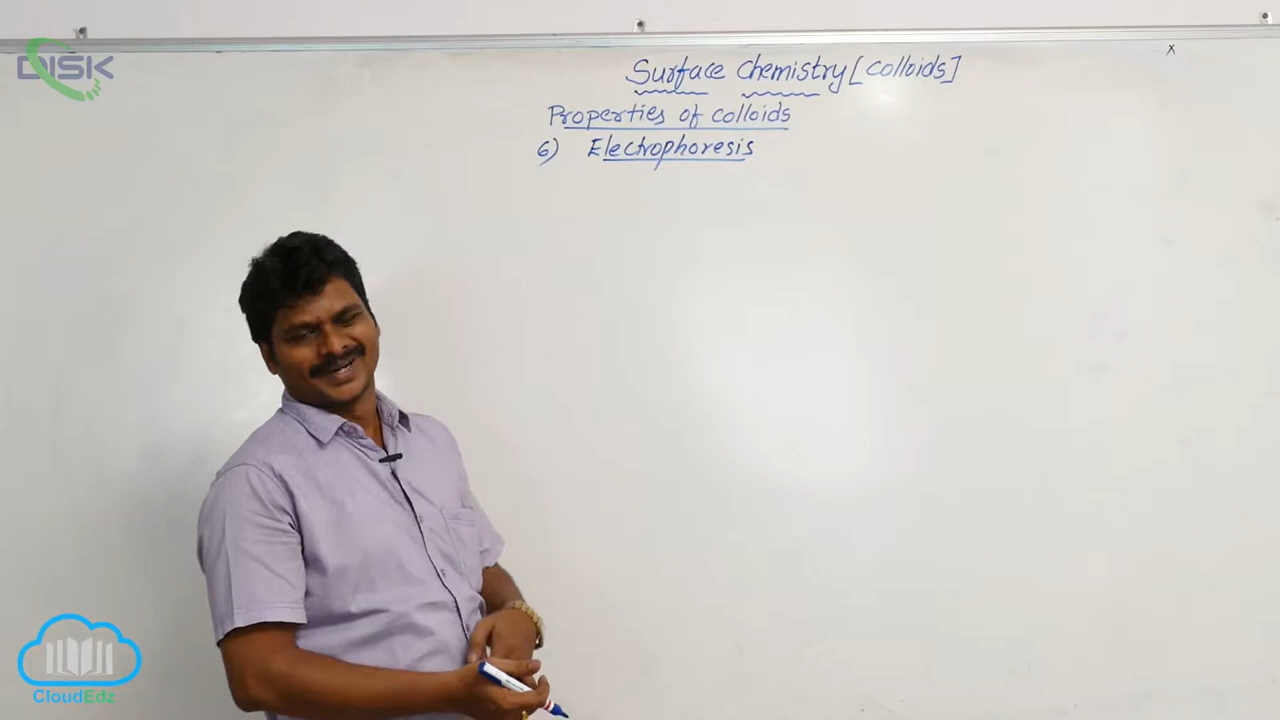 DISK
Surface Chemistry [colloids]
x
Properties of colloids
6) Electrophoresis
CloudEdz